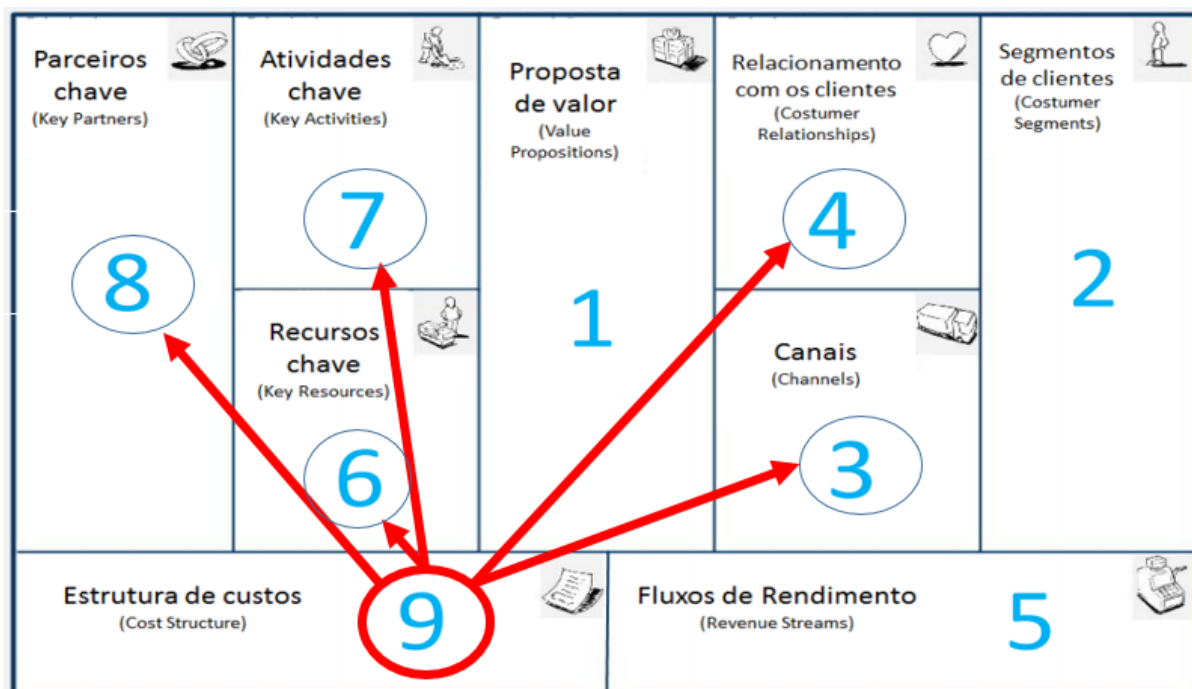 Parceiros
chave
(Key Partners)
8
Atividades
chave
(Key Activities)
7
Recursos
chave
(Key Resources)
6
Proposta
de valor
(Value
Propositions)
1
Relacionamento
com os clientes
(Costumer
Relationships)
4
Canais
(Channels)
3
Segmentos
de clientes
(Costumer
Segments)
2
Estrutura de custos
(Cost Structure)
9
Fluxos de Rendimento
(Revenue Streams)
5